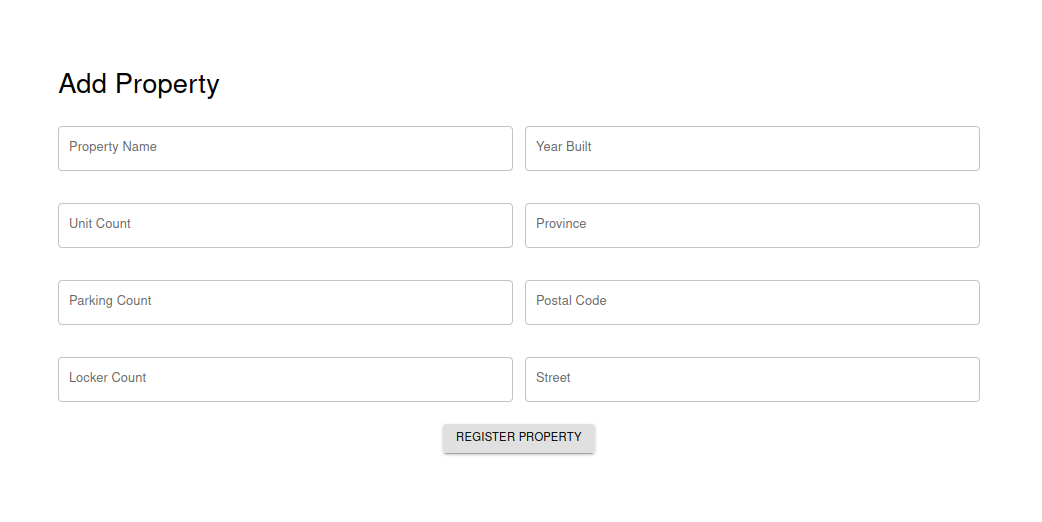 Add Property
Property Name
Year Built
Unit Count
Province
Parking Count
Postal Code
Locker Count
Street
REGISTER PROPERTY